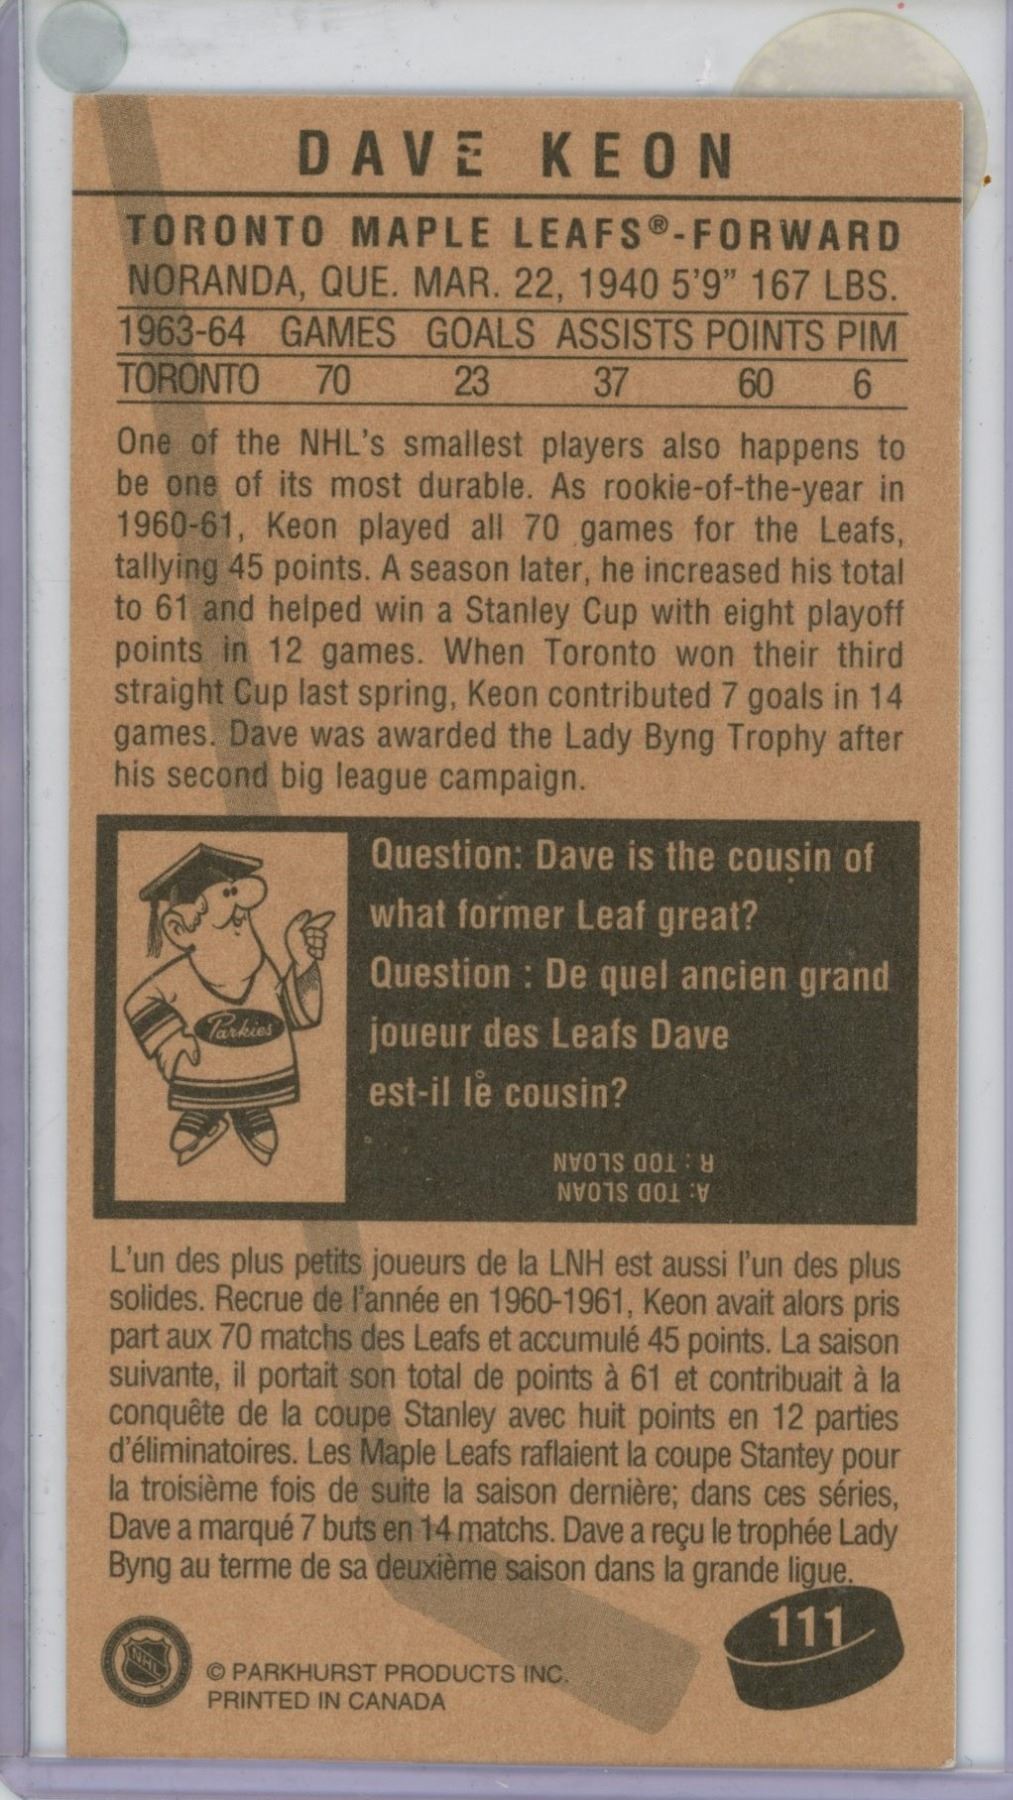 DAVE KEON
TORONTO MAPLE LEAFS®-FORWARD
NORANDA, QUE. MAR. 22, 1940 5'9" 167 LBS.
1963-64 GAMES GOALS ASSISTS POINTS PIM
TORONTO 70 23 37 60 6
One of the NHL's smallest players also happens to
be one of its most durable. As rookie-of-the-year in
1960-61, Keon played all 70 games for the Leafs,
tallying 45 points. A season later, he increased his total
to 61 and helped win a Stanley Cup with eight playoff
points in 12 games. When Toronto won their third
straight Cup last spring, Keon contributed 7 goals in 14
games. Dave was awarded the Lady Byng Trophy after
his second big league campaign.
Parkies
Question: Dave is the cousin of
what former Leaf great?
Question : De quel ancien grand
joueur des Leafs Dave
est-il le cousin?
R : TOD SLOAN
A: TOD SLOAN
L'un des plus petits joueurs de la LNH est aussi l'un des plus
solides. Recrue de l'année en 1960-1961, Keon avait alors pris
part aux 70 matchs des Leafs et accumulé 45 points. La saison
suivante, il portait son total de points à 61 et contribuait à la
conquête de la coupe Stanley avec huit points en 12 parties
d'éliminatoires. Les Maple Leafs raflaient la coupe Stantey pour
la troisième fois de suite la saison dernière; dans ces séries,
Dave a marqué 7 buts en 14 matchs. Dave a reçu le trophée Lady
Byng au terme de sa deuxième saison dans la grande ligue.
111
NHL
© PARKHURST PRODUCTS INC.
PRINTED IN CANADA